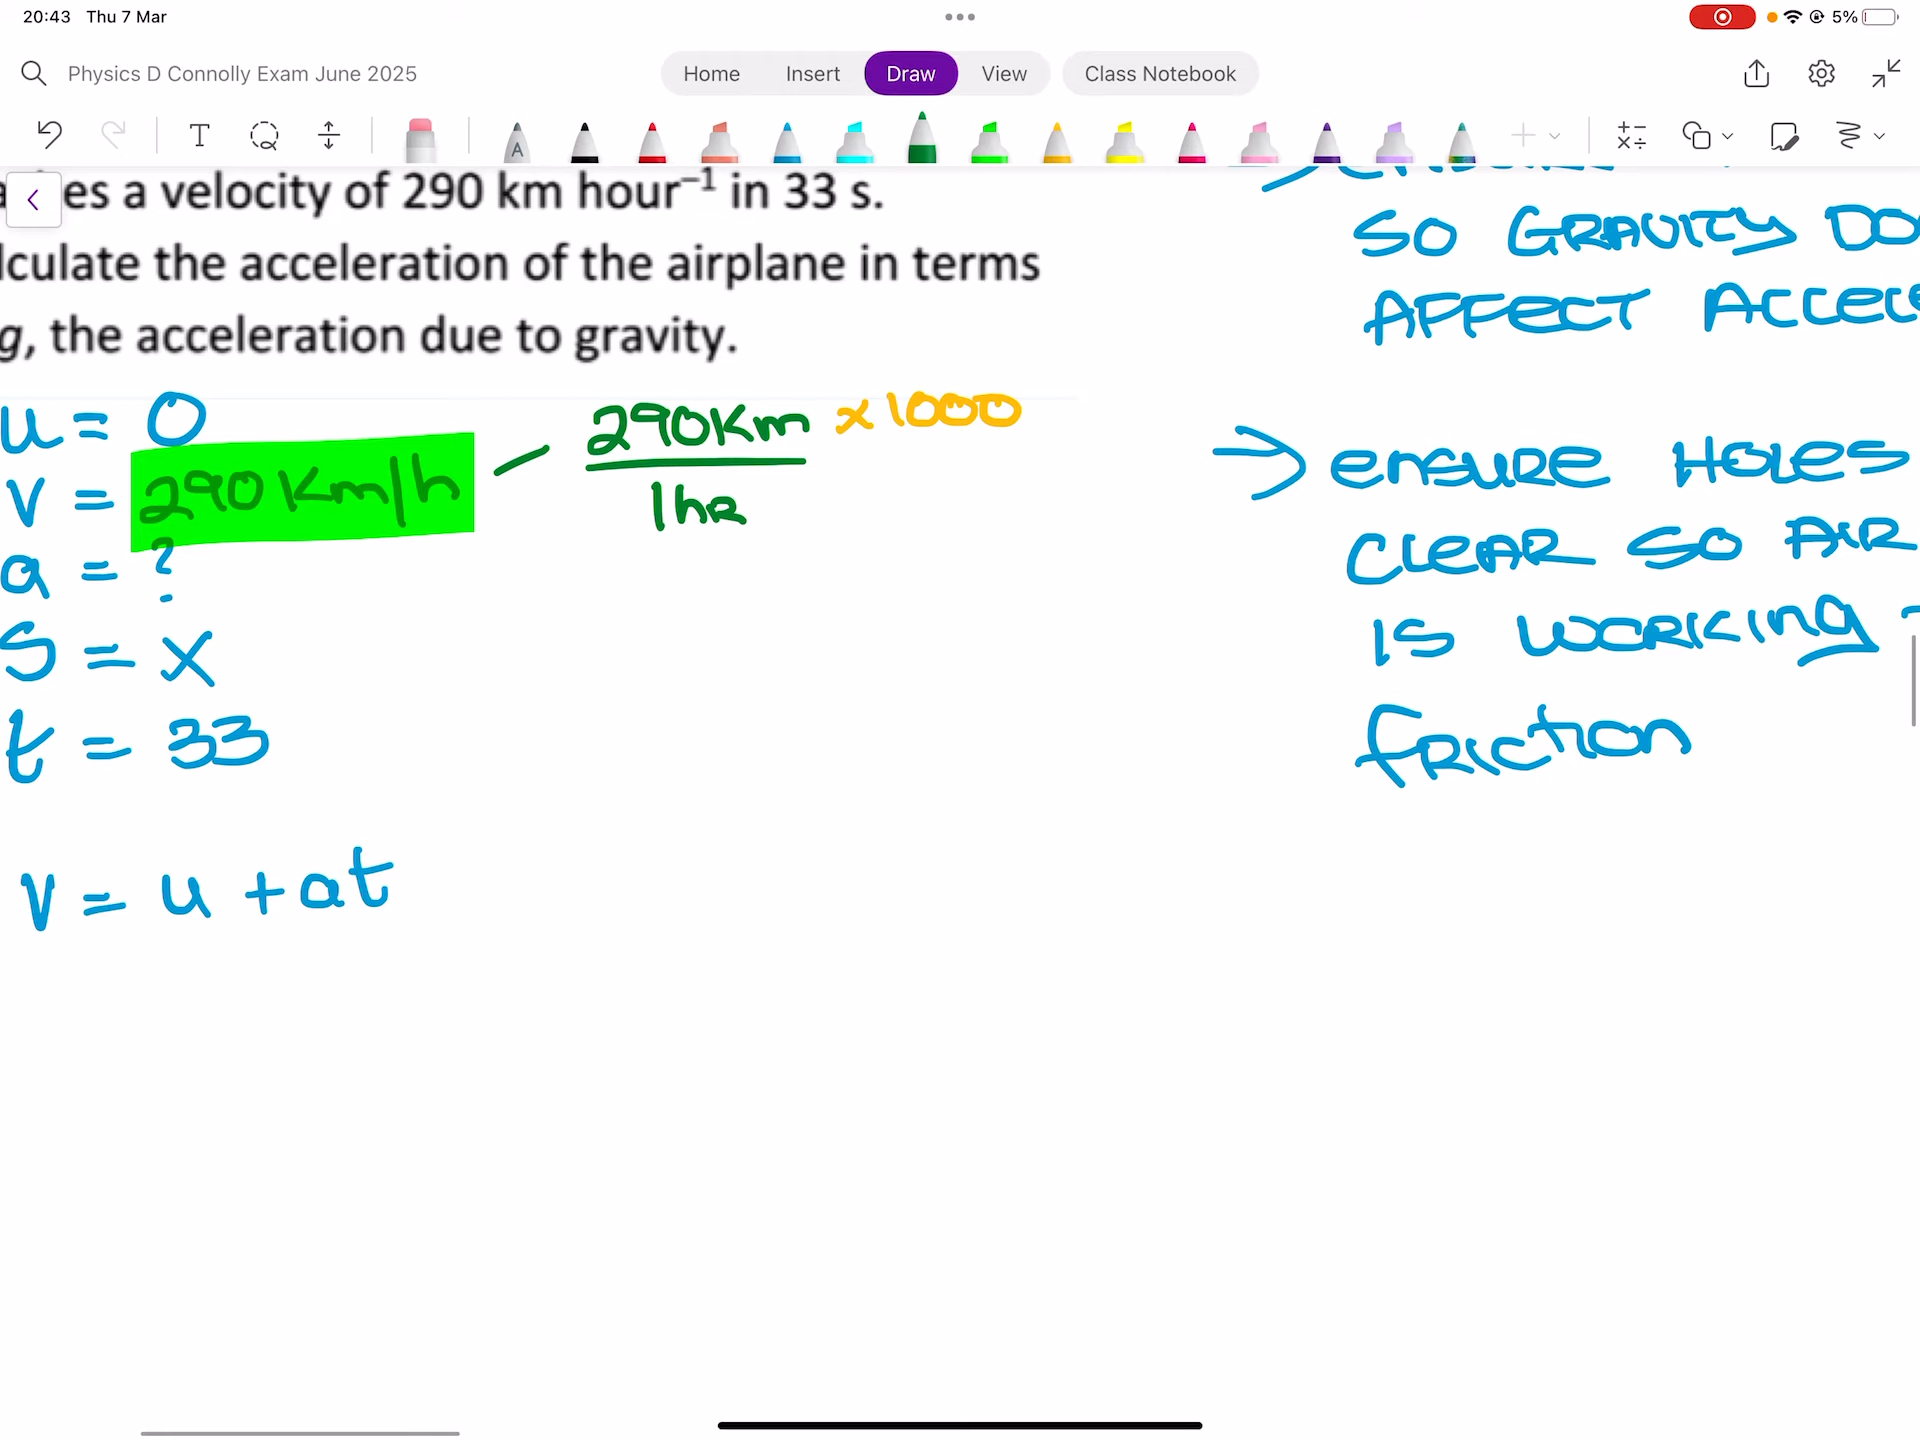 20:43 Thu 7 Mar
5%
Physics D Connolly Exam June 2025
Home Insert Draw View Class Notebook
T A
es a velocity of 290 km hour⁻¹ in 33 s.
lculate the acceleration of the airplane in terms
g, the acceleration due to gravity.
u = 0
v = 290 Km/h
290Km x 1000
1hR
a = ?
S = x
t = 33
v = u + at
SO GRAVITY DO
AFFECT ACCELE
→ ENSURE HOLES
CLEAR SO AIR
IS WORKING
FRICTION